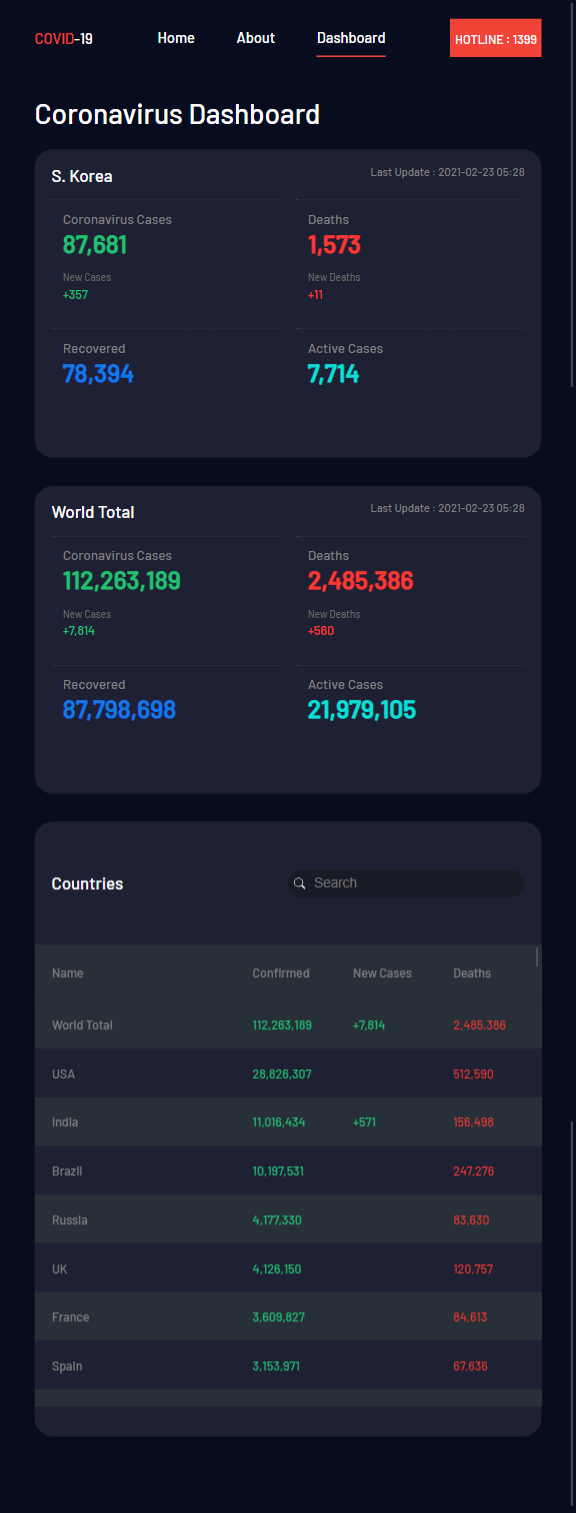 COVID-19 Home About Dashboard HOTLINE : 1399
Coronavirus Dashboard
S. Korea Last Update : 2021-02-23 05:28
Coronavirus Cases Deaths
87,681 1,573
New Cases New Deaths
+357 +11
Recovered Active Cases
78,394 7,714
World Total Last Update : 2021-02-23 05:28
Coronavirus Cases Deaths
112,263,189 2,485,386
New Cases New Deaths
+7,814 +560
Recovered Active Cases
87,798,698 21,979,105
Countries Search
Name Confirmed New Cases Deaths
World Total 112,263,189 +7,814 2,485,386
USA 28,826,307 512,590
India 11,016,434 +571 156,498
Brazil 10,197,531 247,276
Russia 4,177,330 83,630
UK 4,126,150 120,757
France 3,609,827 84,613
Spain 3,153,971 67,636